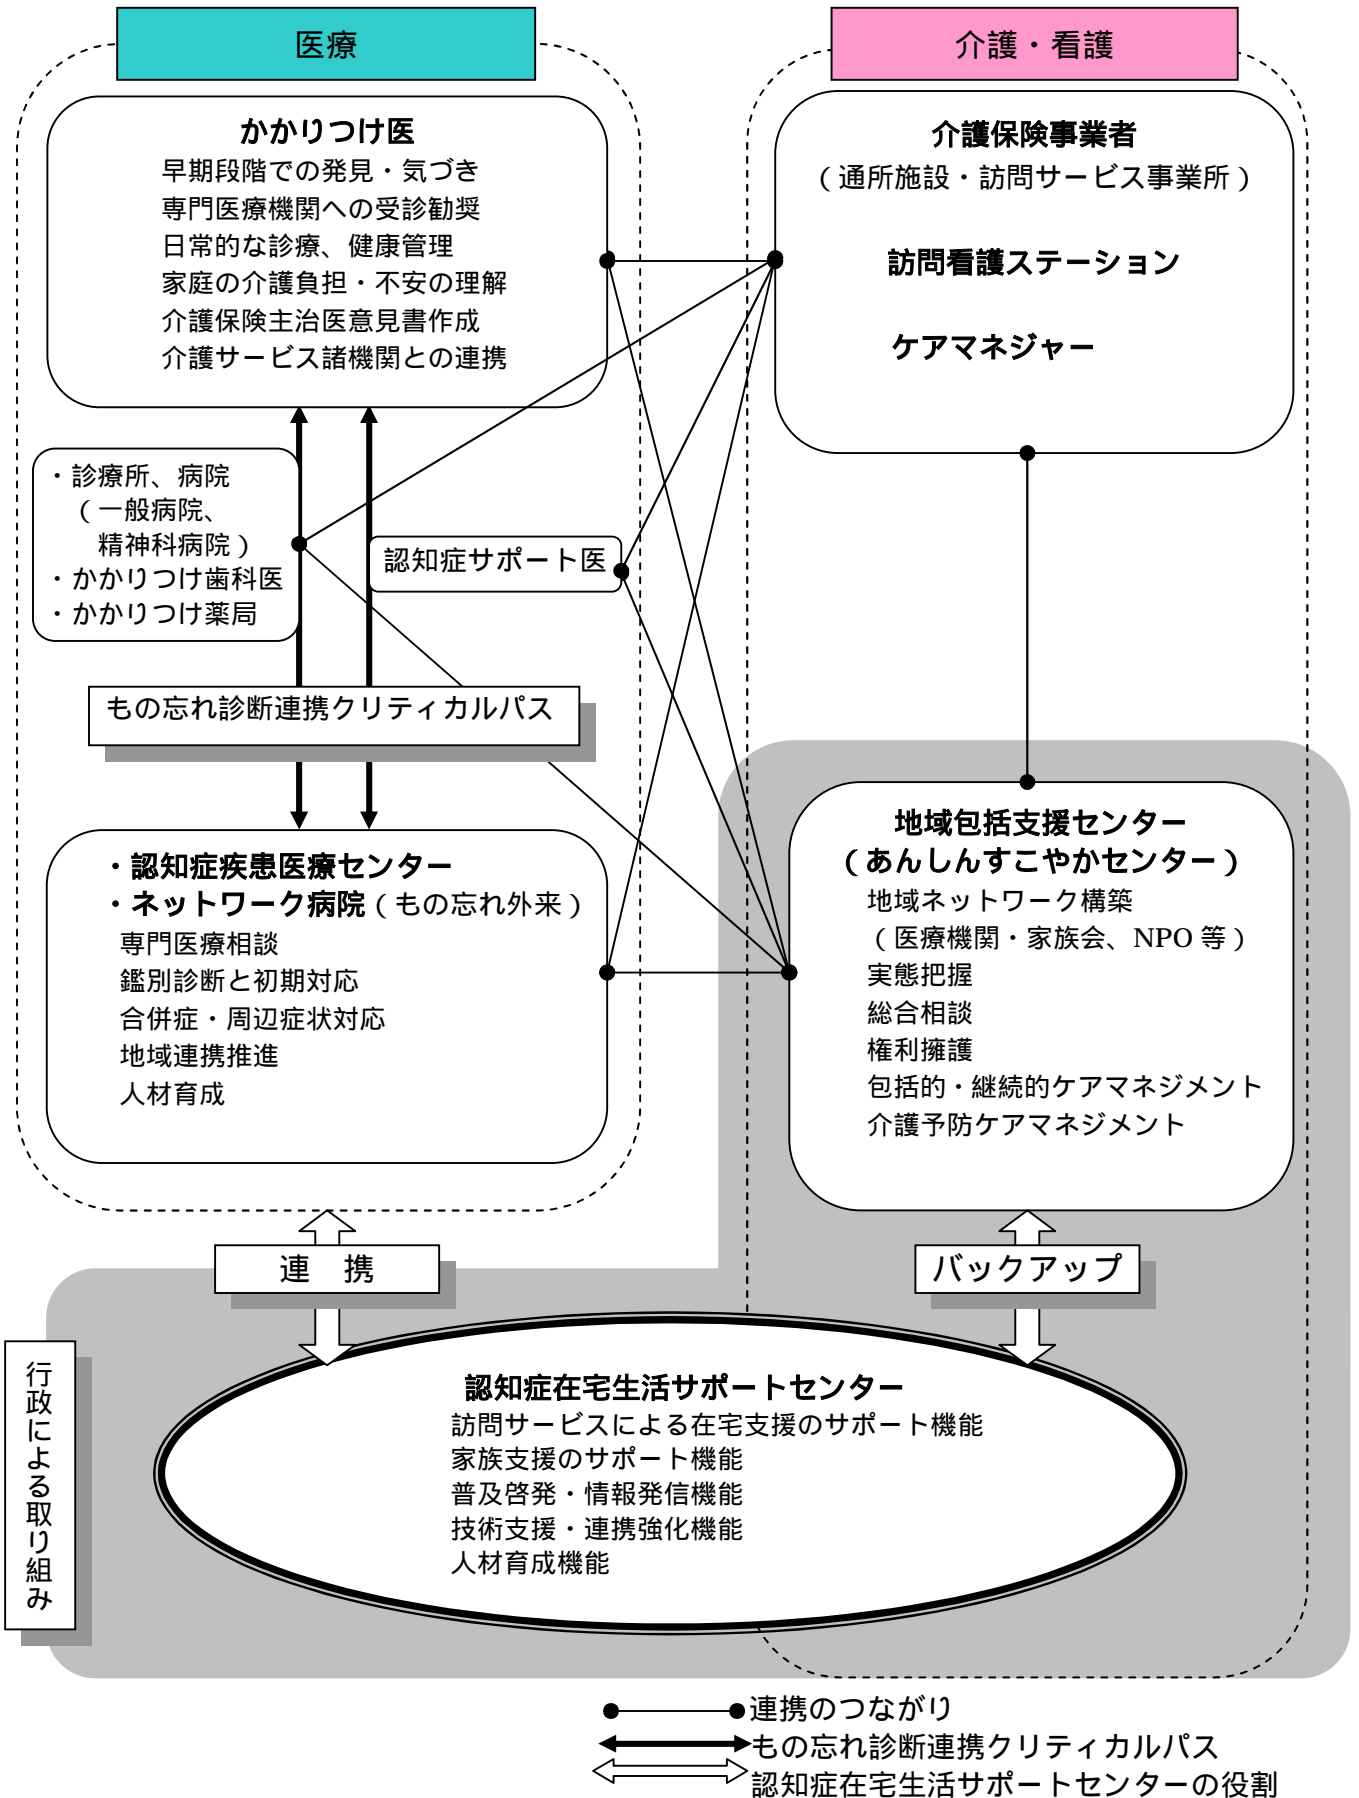 医療
かかりつけ医
早期段階での発見・気づき
専門医療機関への受診勧奨
日常的な診療、健康管理
家庭の介護負担・不安の理解
介護保険主治医意見書作成
介護サービス諸機関との連携
・診療所、病院
（一般病院、
精神科病院）
・かかりつけ歯科医
・かかりつけ薬局
認知症サポート医
もの忘れ診断連携クリティカルパス
・認知症疾患医療センター
・ネットワーク病院（もの忘れ外来）
専門医療相談
鑑別診断と初期対応
合併症・周辺症状対応
地域連携推進
人材育成
介護・看護
介護保険事業者
（通所施設・訪問サービス事業所）
訪問看護ステーション
ケアマネジャー
地域包括支援センター
（あんしんすこやかセンター）
地域ネットワーク構築
（医療機関・家族会、NPO 等）
実態把握
総合相談
権利擁護
包括的・継続的ケアマネジメント
介護予防ケアマネジメント
連　携
バックアップ
行政による取り組み
認知症在宅生活サポートセンター
訪問サービスによる在宅支援のサポート機能
家族支援のサポート機能
普及啓発・情報発信機能
技術支援・連携強化機能
人材育成機能
連携のつながり
もの忘れ診断連携クリティカルパス
認知症在宅生活サポートセンターの役割